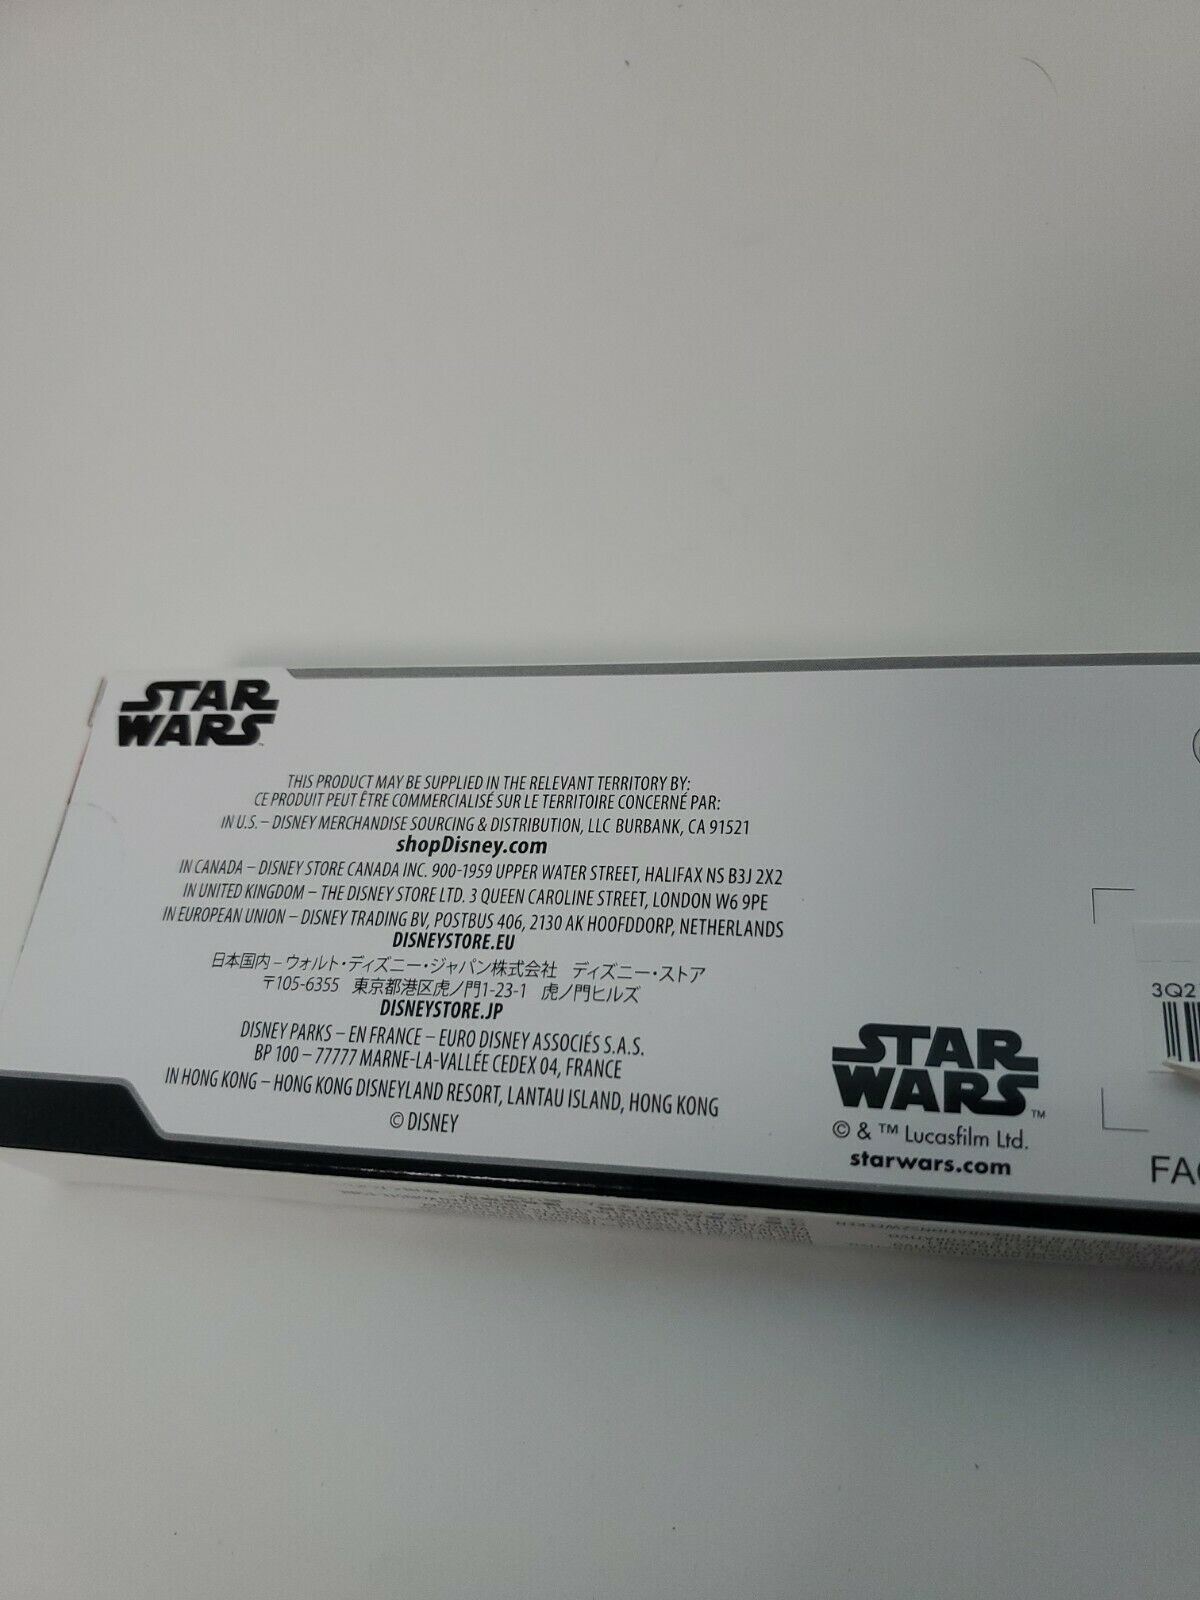 STAR
WARS
THIS PRODUCT MAY BE SUPPLIED IN THE RELEVANT TERRITORY BY:
CE PRODUIT PEUT ÊTRE COMMERCIALISÉ SUR LE TERRITOIRE CONCERNÉ PAR:
IN U.S. – DISNEY MERCHANDISE SOURCING & DISTRIBUTION, LLC BURBANK, CA 91521
shopDisney.com
IN CANADA – DISNEY STORE CANADA INC. 900-1959 UPPER WATER STREET, HALIFAX NS B3J 2X2
IN UNITED KINGDOM – THE DISNEY STORE LTD. 3 QUEEN CAROLINE STREET, LONDON W6 9PE
IN EUROPEAN UNION – DISNEY TRADING BV, POSTBUS 406, 2130 AK HOOFDDORP, NETHERLANDS
DISNEYSTORE.EU
日本国内 – ウォルト・ディズニー・ジャパン株式会社 ディズニー・ストア
〒105-6355 東京都港区虎ノ門1-23-1 虎ノ門ヒルズ
DISNEYSTORE.JP
DISNEY PARKS – EN FRANCE – EURO DISNEY ASSOCIÉS S.A.S.
BP 100 – 77777 MARNE-LA-VALLÉE CEDEX 04, FRANCE
IN HONG KONG – HONG KONG DISNEYLAND RESORT, LANTAU ISLAND, HONG KONG
© DISNEY
STAR
WARS™
© & ™ Lucasfilm Ltd.
starwars.com
3Q2
FA